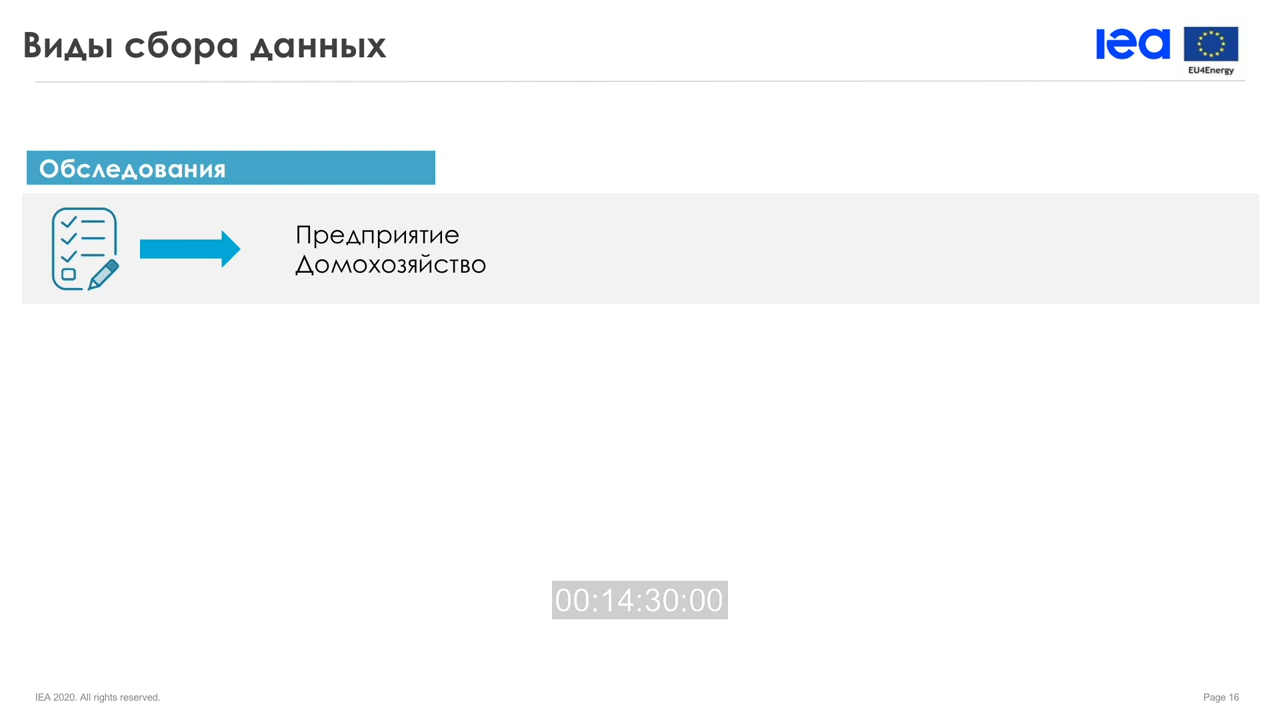 Виды сбора данных
iea
EU4Energy
Обследования
Предприятие
Домохозяйство
00:14:30:00
IEA 2020. All rights reserved.
Page 16